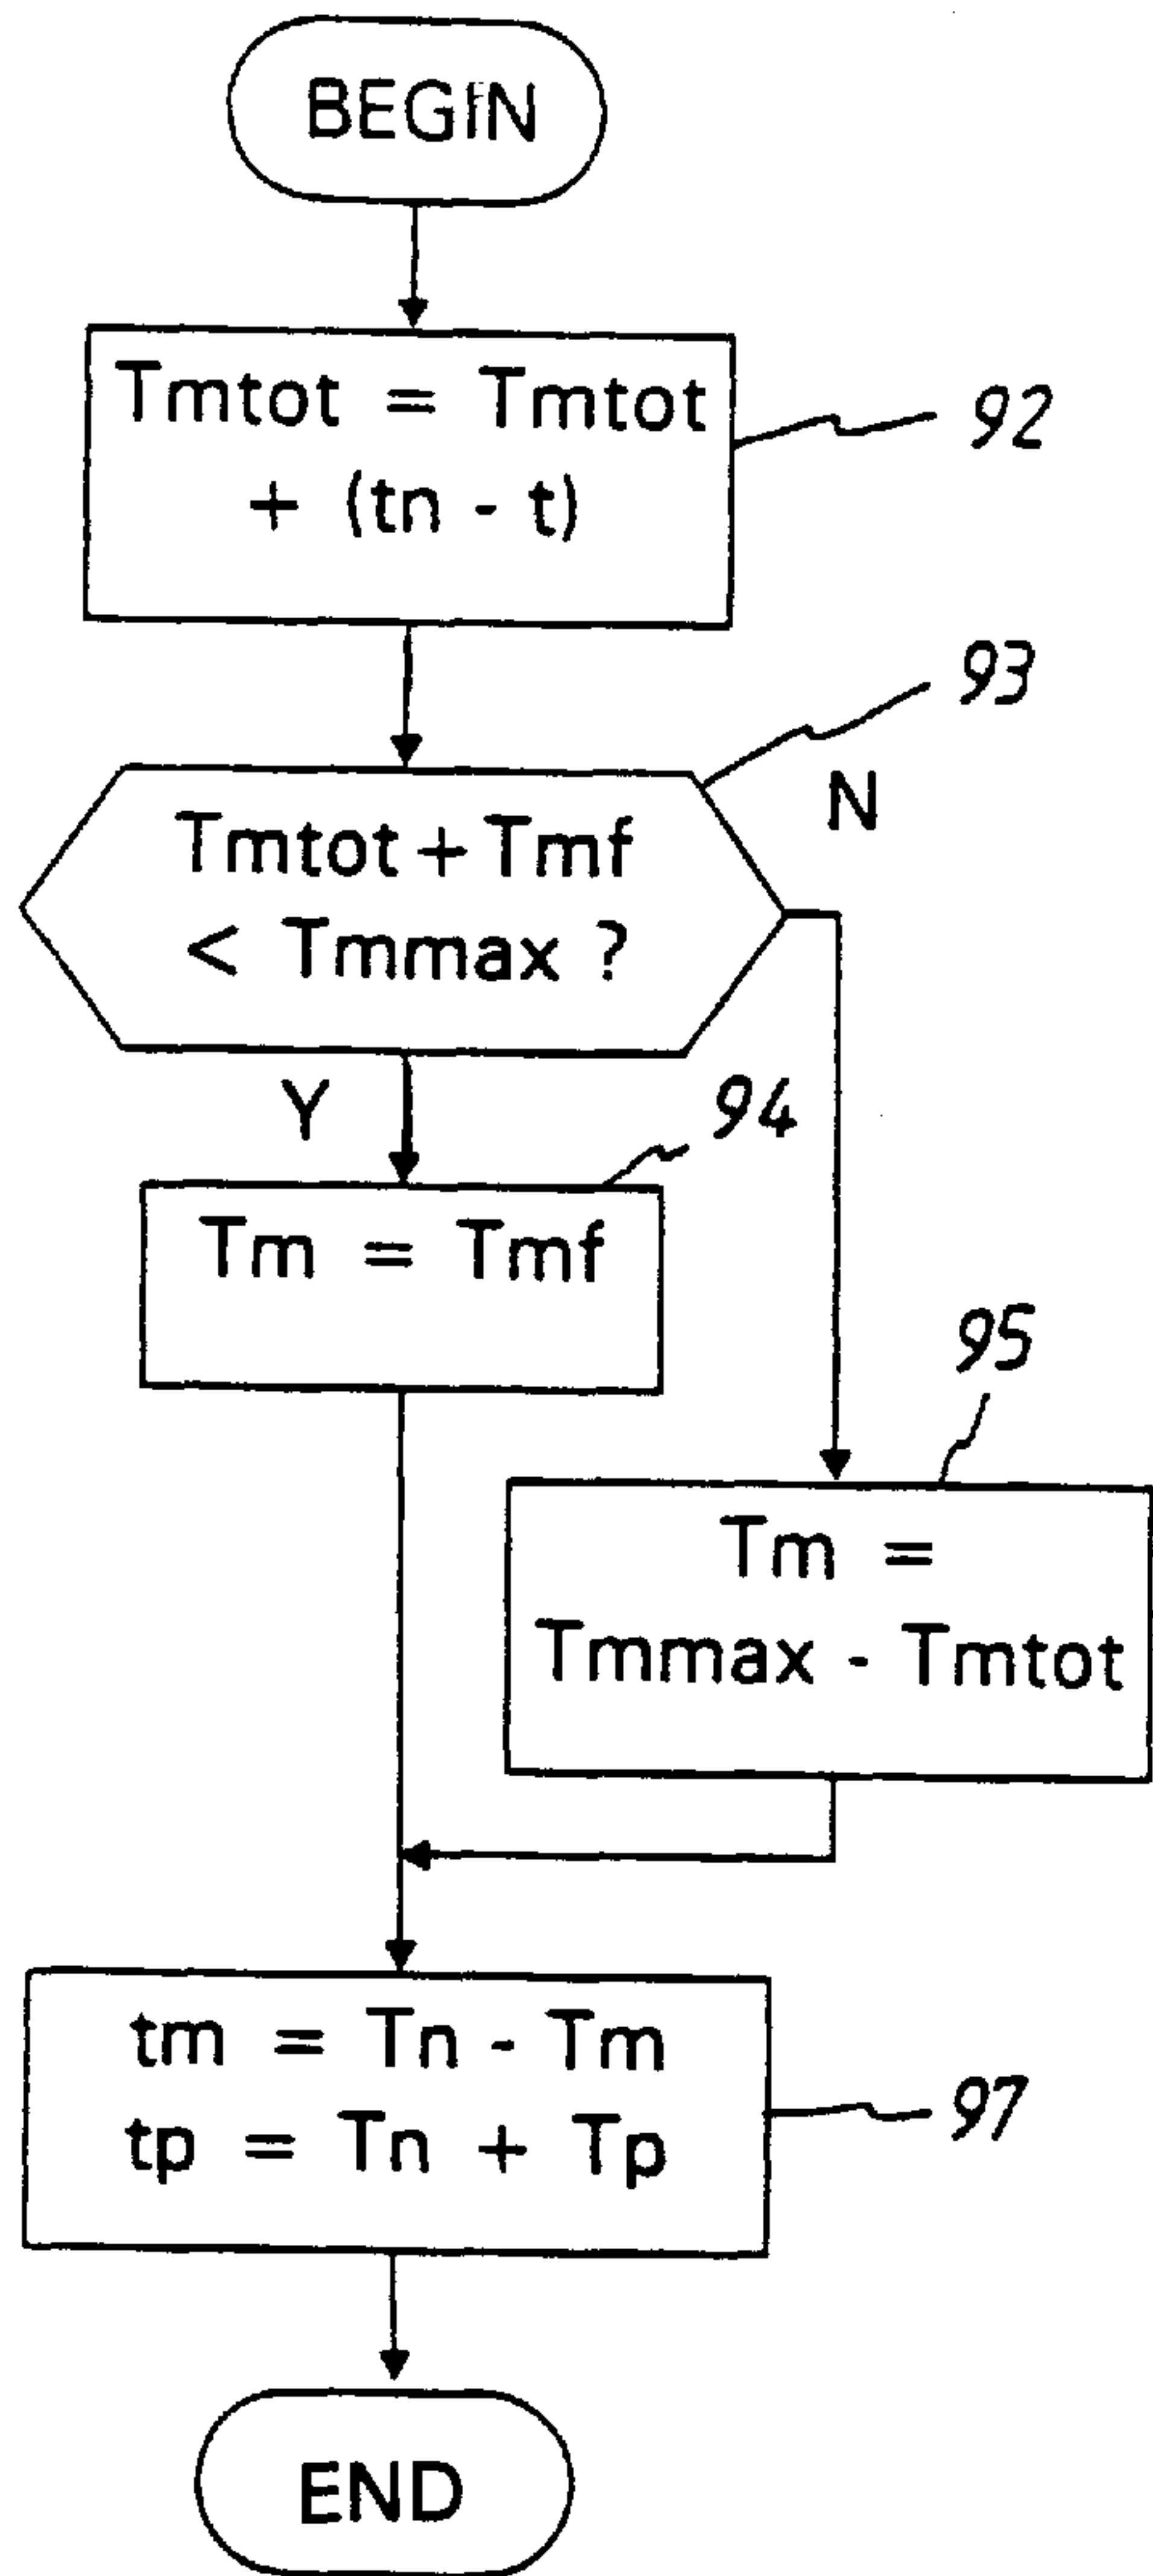 BEGIN
Tmtot = Tmtot
+ (tn - t)
92
93
Tmtot + Tmf
< Tmmax ?
N
Y
94
Tm = Tmf
95
Tm =
Tmmax - Tmtot
tm = Tn - Tm
tp = Tn + Tp
97
END